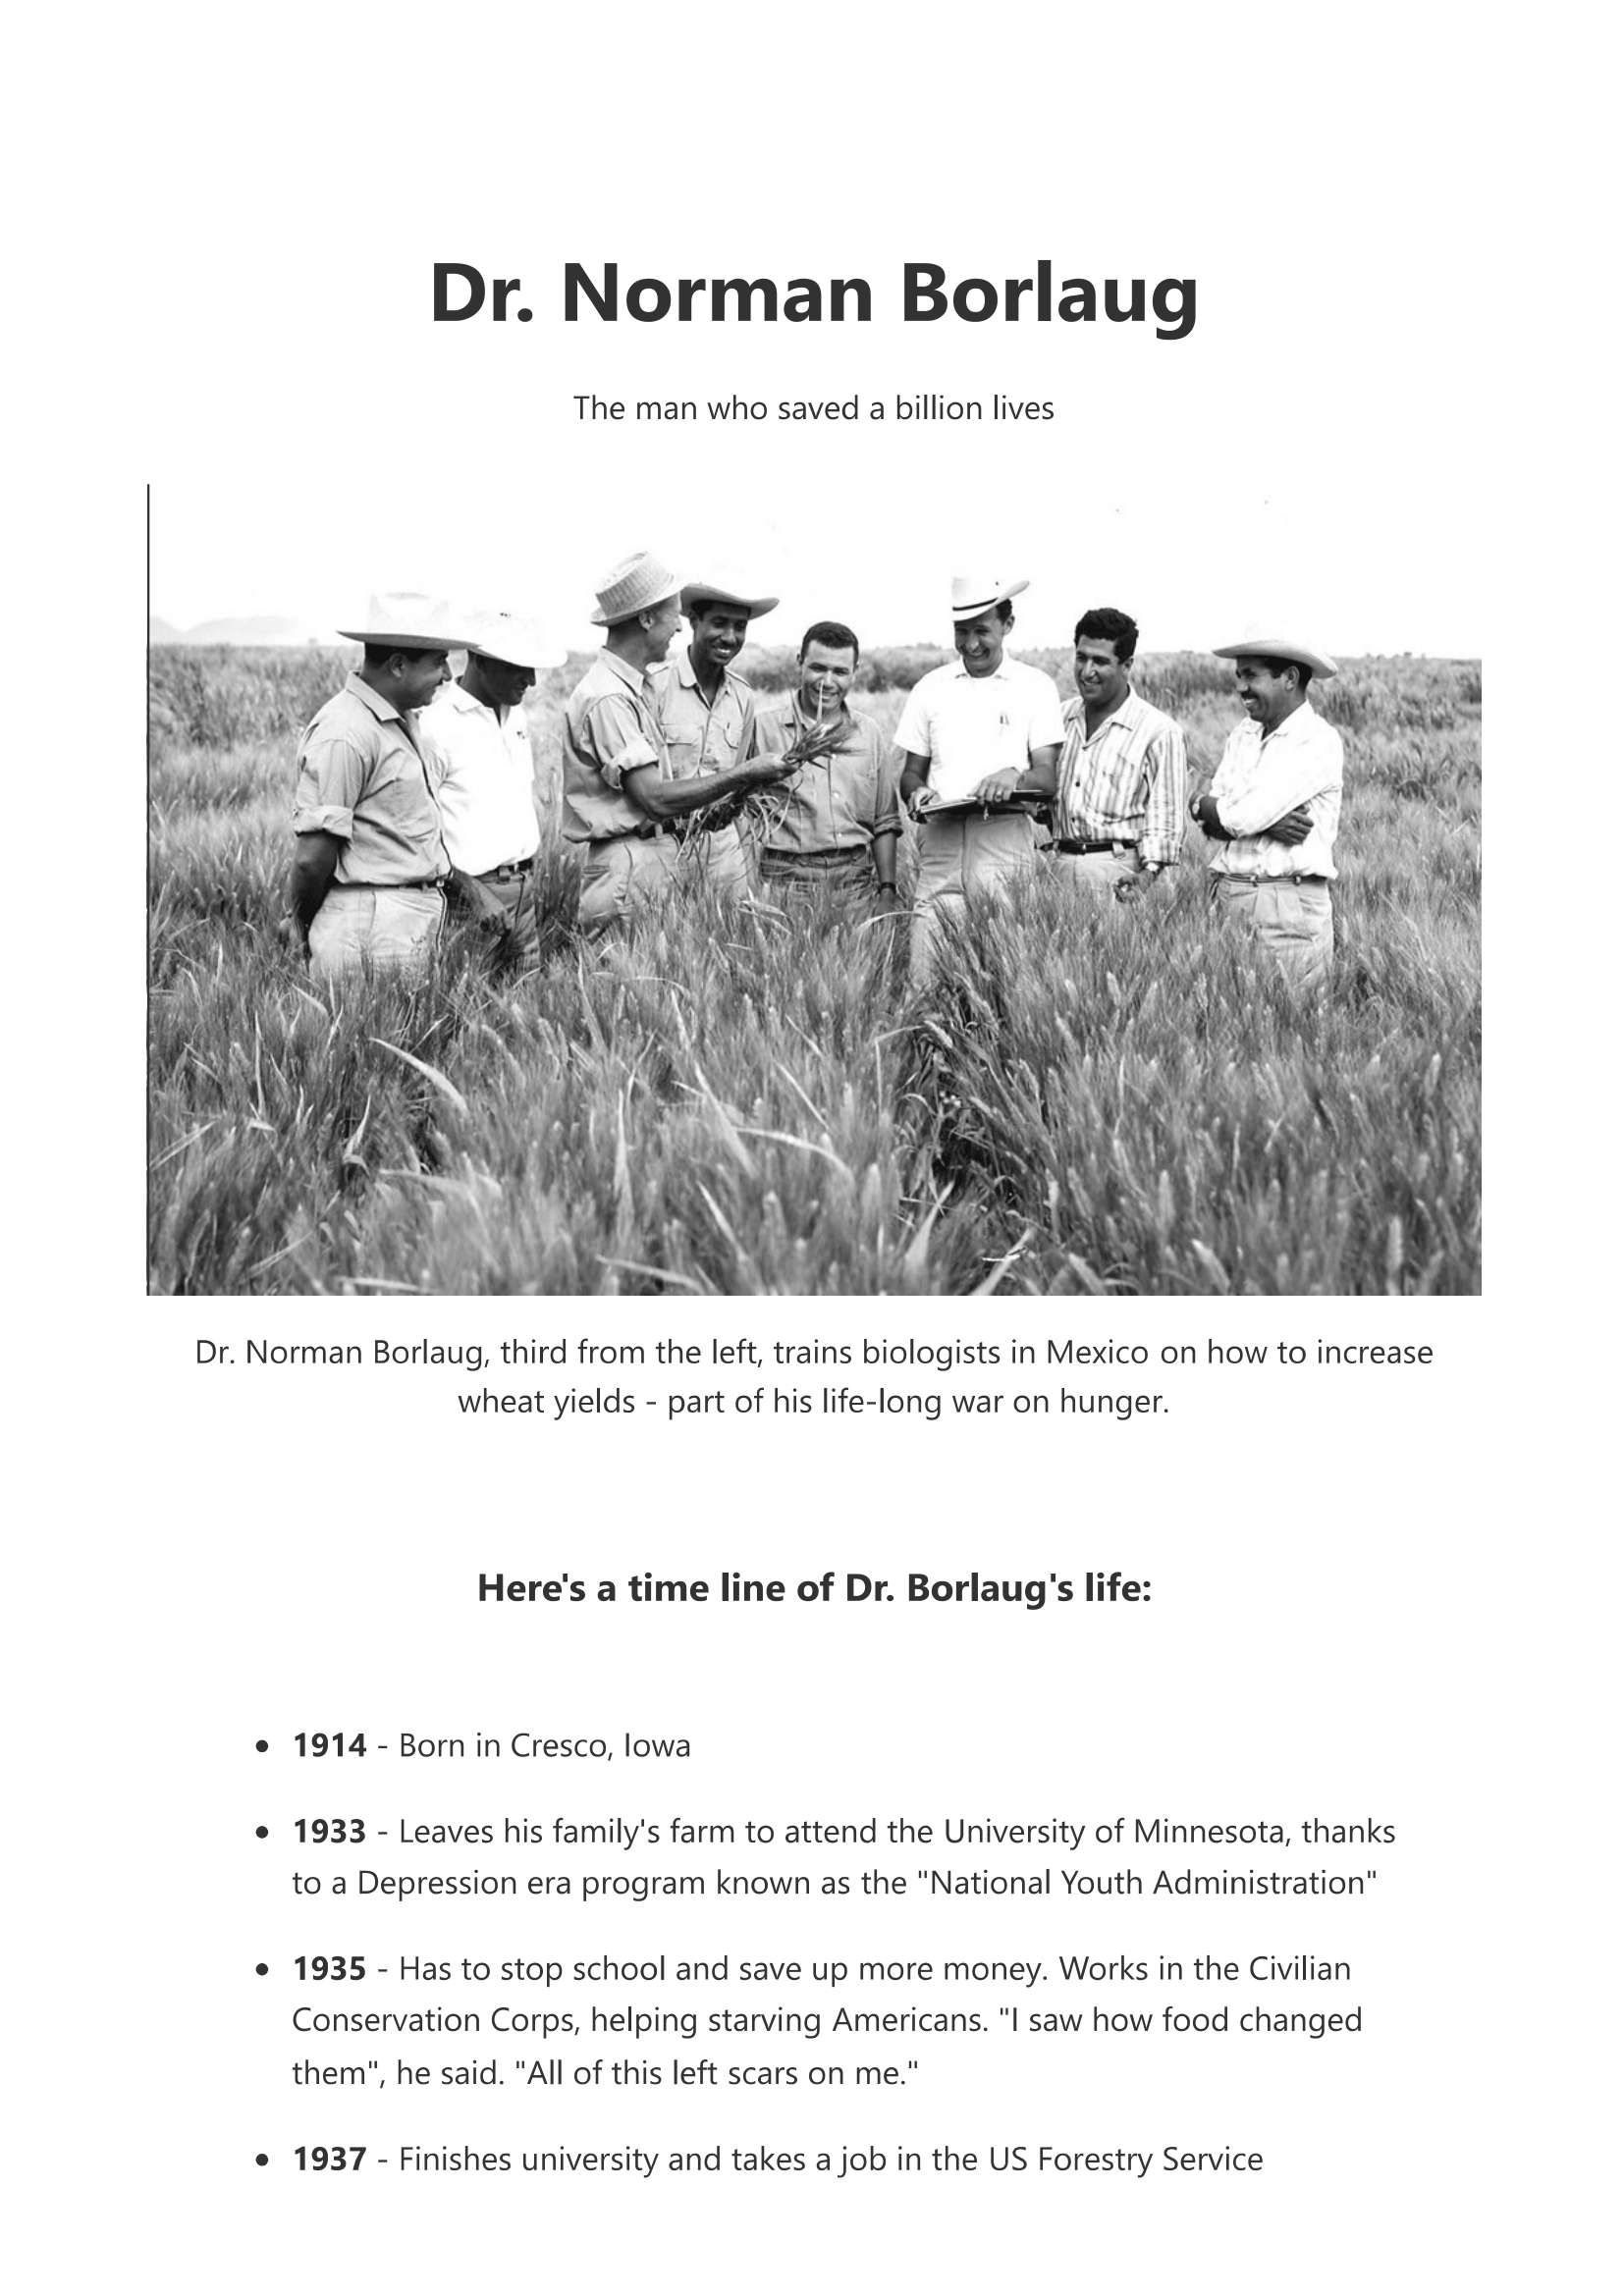 Dr. Norman Borlaug
The man who saved a billion lives
Dr. Norman Borlaug, third from the left, trains biologists in Mexico on how to increase
wheat yields - part of his life-long war on hunger.
Here's a time line of Dr. Borlaug's life:
• 1914 - Born in Cresco, Iowa
• 1933 - Leaves his family's farm to attend the University of Minnesota, thanks
to a Depression era program known as the "National Youth Administration"
• 1935 - Has to stop school and save up more money. Works in the Civilian
Conservation Corps, helping starving Americans. "I saw how food changed
them", he said. "All of this left scars on me."
• 1937 - Finishes university and takes a job in the US Forestry Service